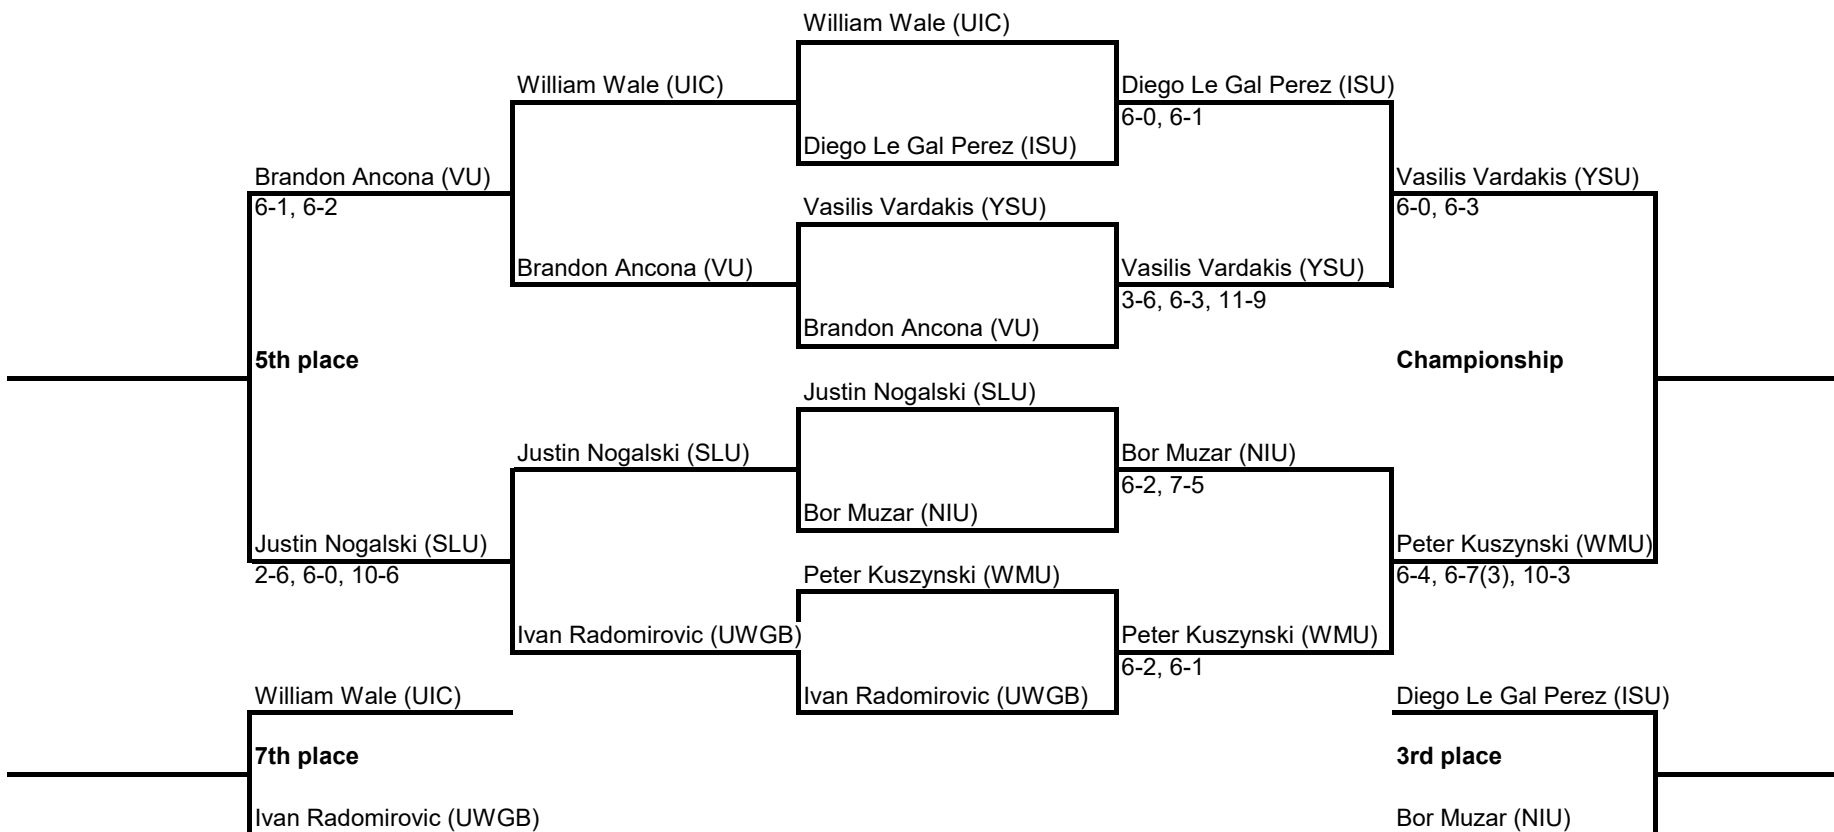 William Wale (UIC)
William Wale (UIC)
Diego Le Gal Perez (ISU)
6-0, 6-1
Diego Le Gal Perez (ISU)
Brandon Ancona (VU)
Vasilis Vardakis (YSU)
6-1, 6-2
Vasilis Vardakis (YSU)
6-0, 6-3
Brandon Ancona (VU)
Vasilis Vardakis (YSU)
3-6, 6-3, 11-9
Brandon Ancona (VU)
5th place
Championship
Justin Nogalski (SLU)
Justin Nogalski (SLU)
Bor Muzar (NIU)
6-2, 7-5
Bor Muzar (NIU)
Justin Nogalski (SLU)
Peter Kuszynski (WMU)
2-6, 6-0, 10-6
Peter Kuszynski (WMU)
6-4, 6-7(3), 10-3
Ivan Radomirovic (UWGB)
Peter Kuszynski (WMU)
6-2, 6-1
William Wale (UIC)
Ivan Radomirovic (UWGB)
Diego Le Gal Perez (ISU)
7th place
3rd place
Ivan Radomirovic (UWGB)
Bor Muzar (NIU)